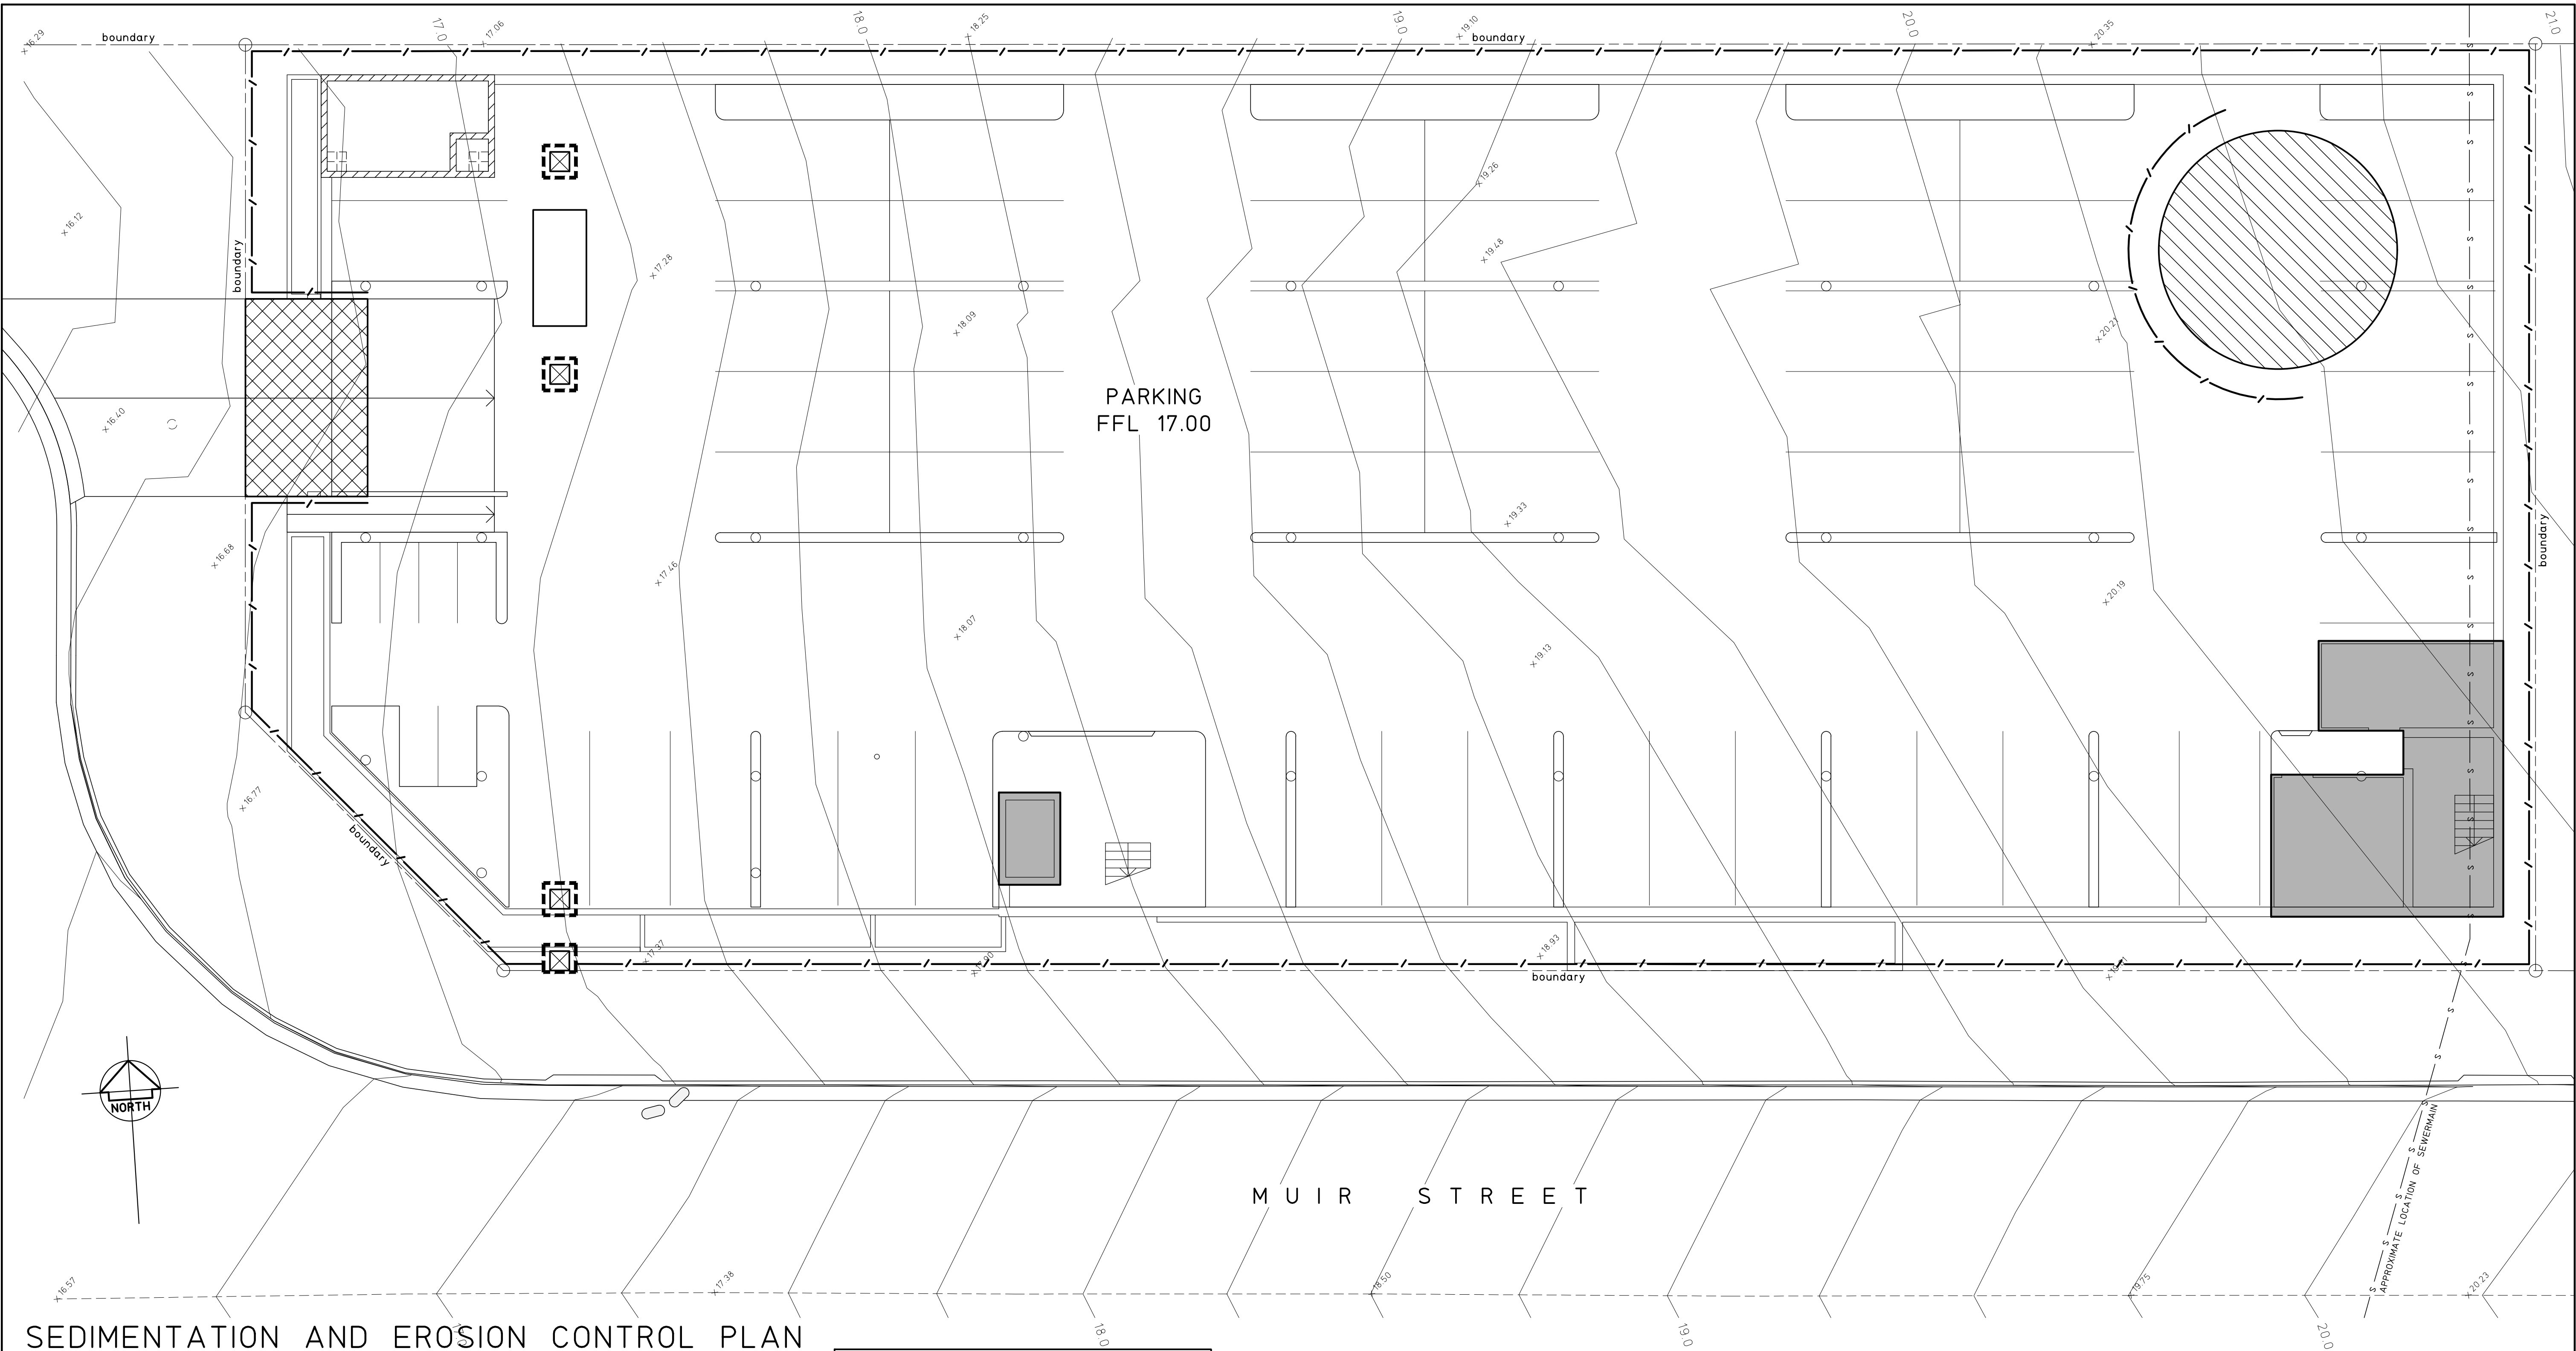 17.0
18.0
19.0
20.0
21.0
x 16.29
boundary
x 17.06
x 18.25
x 19.10
boundary
x 20.35
x 16.12
boundary
x 17.28
x 18.09
x 19.26
x 19.48
x 20.21
x 16.40
PARKING
FFL 17.00
x 16.68
x 17.46
x 18.07
x 19.33
x 19.13
x 20.19
boundary
x 16.77
boundary
x 17.37
x 18.93
boundary
NORTH
MUIR STREET
APPROXIMATE LOCATION OF SEWERMAIN
S S S S S S S S S S S S S S S S S S S S S S S S S S S
x 16.57
x 17.38
x 18.50
x 19.75
x 20.23
SEDIMENTATION AND EROSION CONTROL PLAN
18.0
19.0
20.0